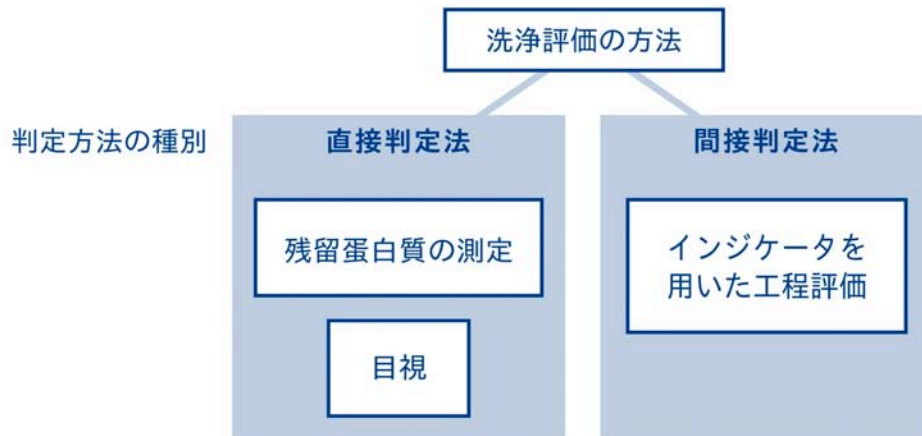 洗浄評価の方法
判定方法の種別
直接判定法
間接判定法
残留蛋白質の測定
インジケータを
用いた工程評価
目視